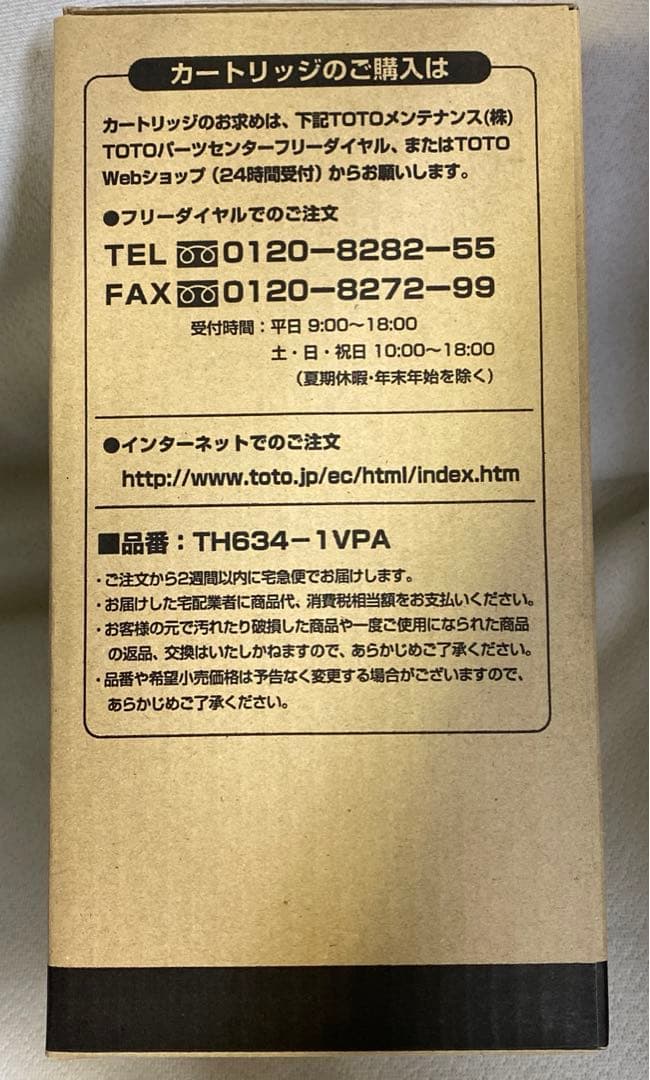 カートリッジのご購入は
カートリッジのお求めは、下記TOTOメンテナンス(株)
TOTOパーツセンターフリーダイヤル、またはTOTO
Webショップ（24時間受付）からお願いします。
●フリーダイヤルでのご注文
TEL 0120−8282−55
FAX 0120−8272−99
受付時間：平日 9:00〜18:00
土・日・祝日 10:00〜18:00
（夏期休暇・年末年始を除く）
●インターネットでのご注文
http://www.toto.jp/ec/html/index.htm
■品番：TH634−1VPA
・ご注文から2週間以内に宅急便でお届けします。
・お届けした宅配業者に商品代、消費税相当額をお支払いください。
・お客様の元で汚れたり破損した商品や一度ご使用になられた商品
の返品、交換はいたしかねますので、あらかじめご了承ください。
・品番や希望小売価格は予告なく変更する場合がございますので、
あらかじめご了承ください。